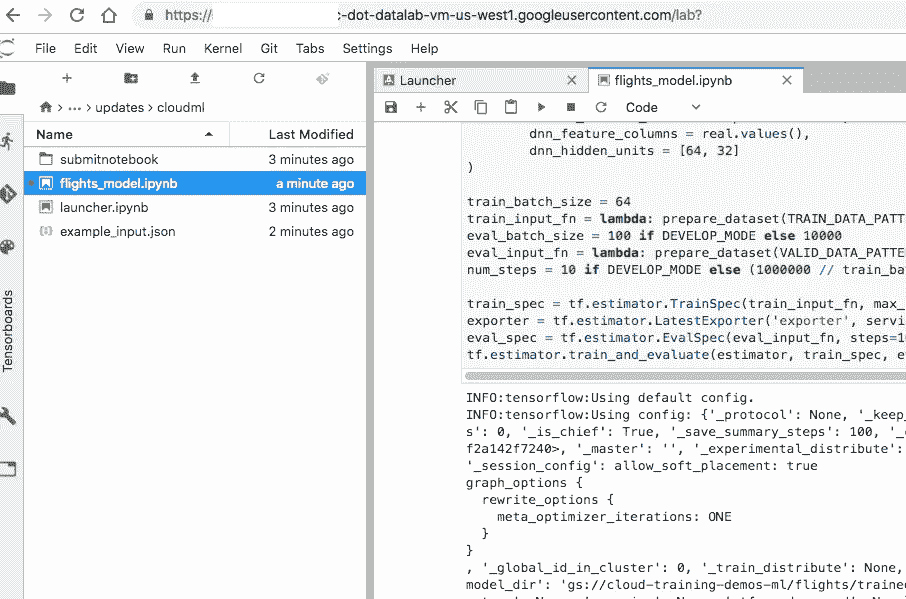 https:// c-dot-datalab-vm-us-west1.googleusercontent.com/lab?
File Edit View Run Kernel Git Tabs Settings Help
Launcher
flights_model.ipynb
... > updates > cloudml
Code
Name Last Modified
submitnotebook 3 minutes ago
flights_model.ipynb a minute ago
launcher.ipynb 3 minutes ago
example_input.json 2 minutes ago
Tensorboards
dnn_feature_columns = real.values(),
dnn_hidden_units = [64, 32]
)
train_batch_size = 64
train_input_fn = lambda: prepare_dataset(TRAIN_DATA_PATT
eval_batch_size = 100 if DEVELOP_MODE else 10000
eval_input_fn = lambda: prepare_dataset(VALID_DATA_PATTE
num_steps = 10 if DEVELOP_MODE else (1000000 // train_ba
train_spec = tf.estimator.TrainSpec(train_input_fn, max_
exporter = tf.estimator.LatestExporter('exporter', servi
eval_spec = tf.estimator.EvalSpec(eval_input_fn, steps=1
tf.estimator.train_and_evaluate(estimator, train_spec, e
INFO:tensorflow:Using default config.
INFO:tensorflow:Using config: {'_protocol': None, '_keep_
s': 0, '_is_chief': True, '_save_summary_steps': 100, '_
f2a142f7240>, '_master': '', '_experimental_distribute':
'_session_config': allow_soft_placement: true
graph_options {
rewrite_options {
meta_optimizer_iterations: ONE
}
}
, '_global_id_in_cluster': 0, '_train_distribute': None,
model_dir': 'gs://cloud-training-demos-ml/flights/traine